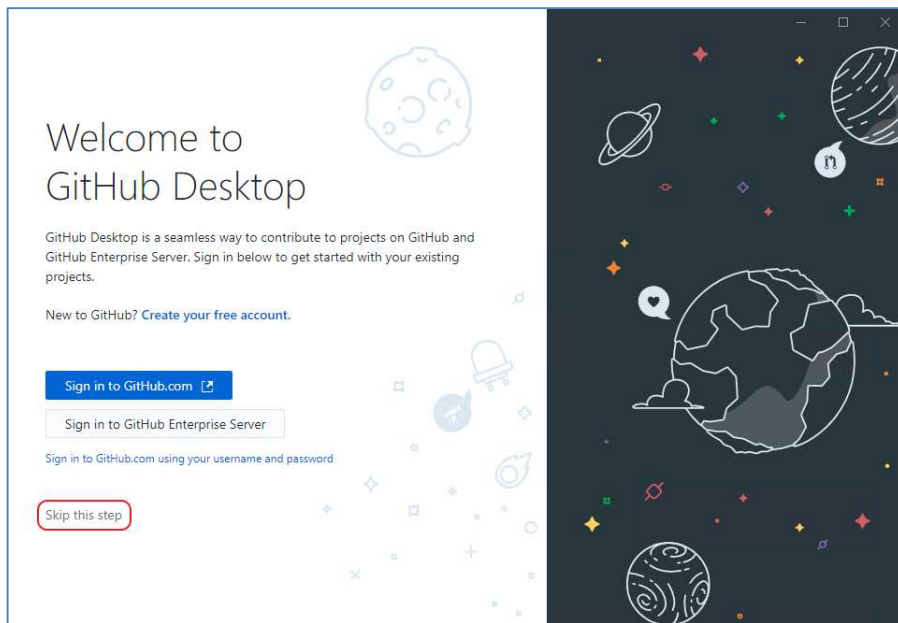 Welcome to
GitHub Desktop
GitHub Desktop is a seamless way to contribute to projects on GitHub and
GitHub Enterprise Server. Sign in below to get started with your existing
projects.
New to GitHub? Create your free account.
Sign in to GitHub.com
Sign in to GitHub Enterprise Server
Sign in to GitHub.com using your username and password
Skip this step